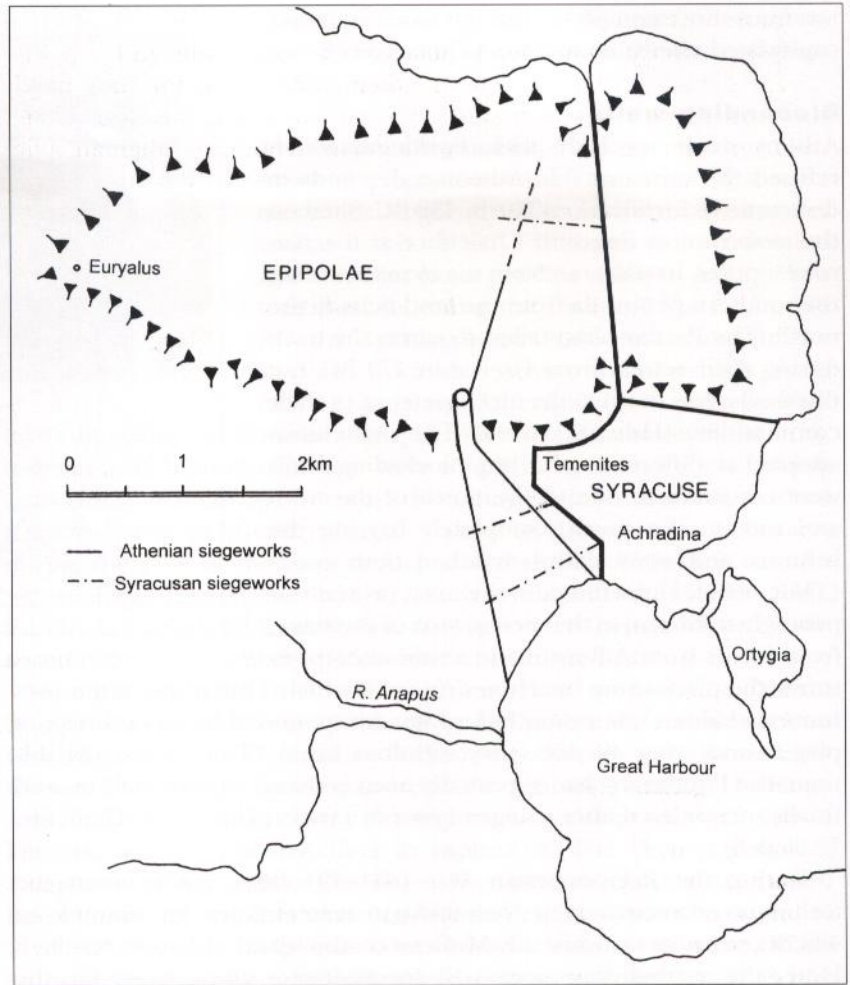 Euryalus
EPIPOLAE
0 1 2km
Temenites
SYRACUSE
Achradina
Athenian siegeworks
Syracusan siegeworks
Ortygia
R. Anapus
Great Harbour